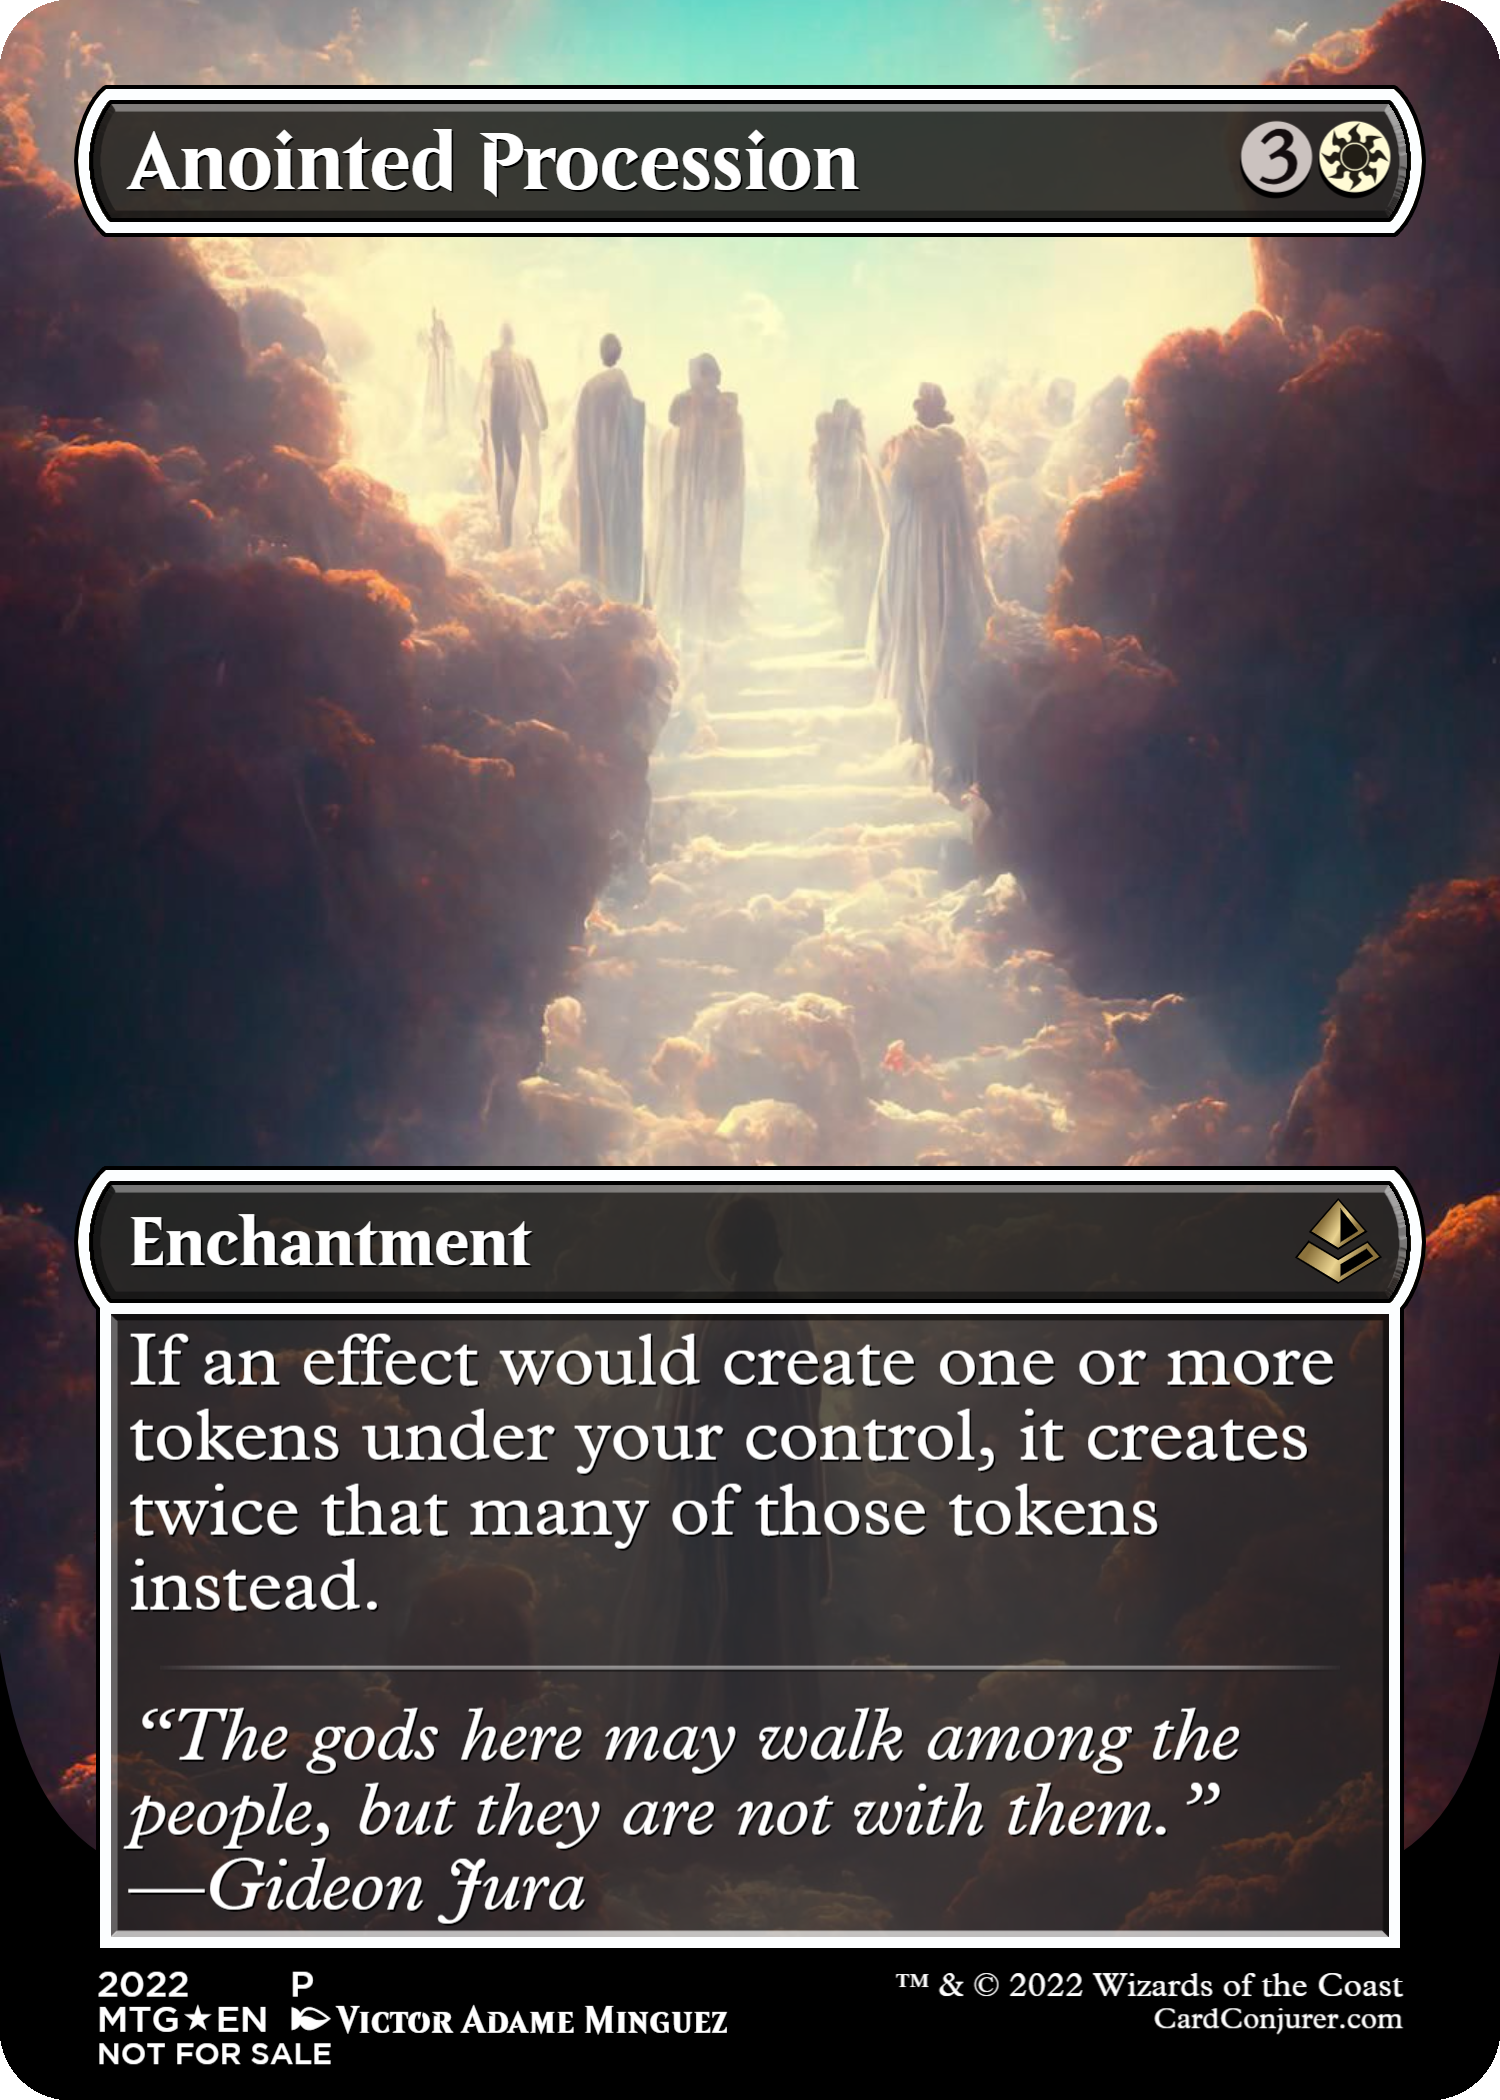 Anointed Procession 3
Enchantment
If an effect would create one or more
tokens under your control, it creates
twice that many of those tokens
instead.
“The gods here may walk among the
people, but they are not with them.”
—Gideon Jura
2022 P ™ & © 2022 Wizards of the Coast
MTG★EN Victor Adame Minguez CardConjurer.com
NOT FOR SALE